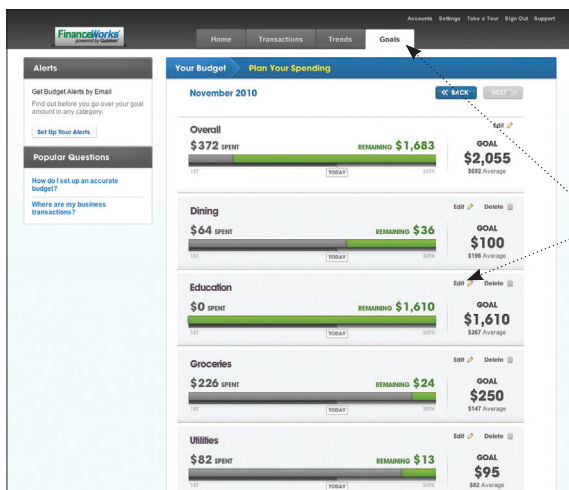 Accounts Settings Take a Tour Sign Out Support
FinanceWorks
powered by Quicken
Home Transactions Trends Goals
Alerts
Get Budget Alerts by Email
Find out before you go over your goal
amount in any category.
Set Up Your Alerts
Popular Questions
How do I set up an accurate
budget?
Where are my business
transactions?
Your Budget Plan Your Spending
November 2010
BACK NEXT
Overall
Edit
$372 SPENT REMAINING $1,683
GOAL
$2,055
$692 Average
1ST TODAY 30TH
Dining
Edit Delete
$64 SPENT REMAINING $36
GOAL
$100
$196 Average
1ST TODAY 30TH
Education
Edit Delete
$0 SPENT REMAINING $1,610
GOAL
$1,610
$267 Average
1ST TODAY 30TH
Groceries
Edit Delete
$226 SPENT REMAINING $24
GOAL
$250
$147 Average
1ST TODAY 30TH
Utilities
Edit Delete
$82 SPENT REMAINING $13
GOAL
$95
$82 Average
1ST TODAY 30TH